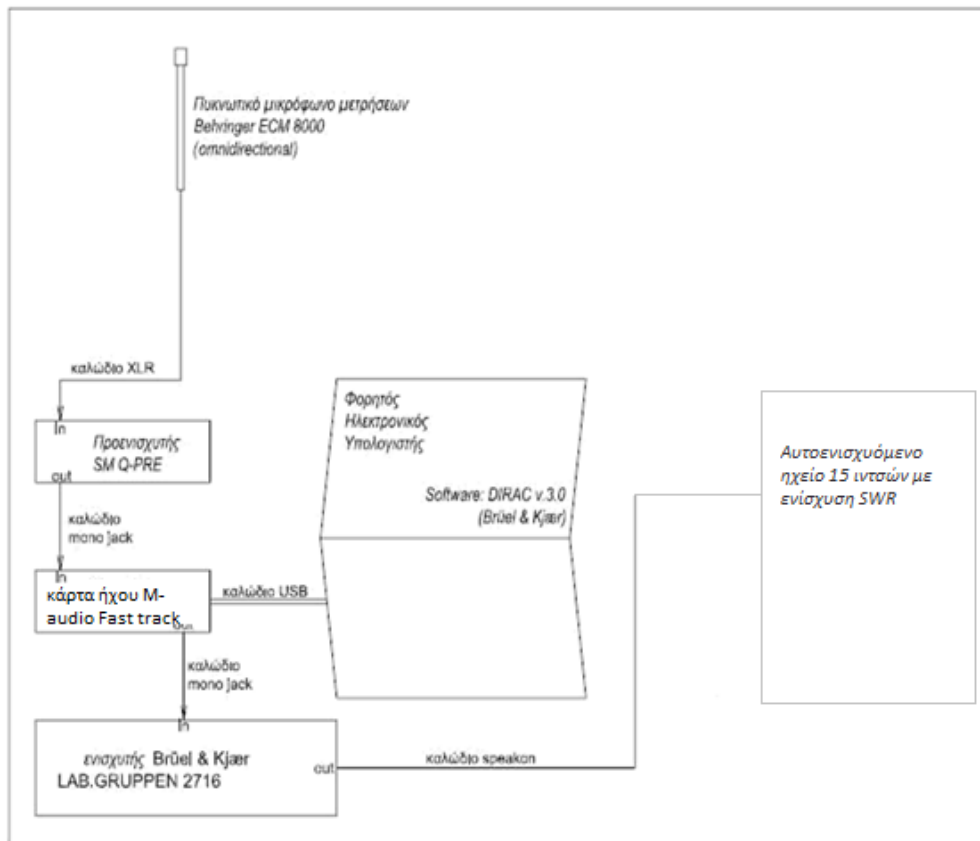 Πυκνωτικό μικρόφωνο μετρήσεων
Behringer ECM 8000
(omnidirectional)
καλώδιο XLR
In
Προενισχυτής
SM Q-PRE
out
καλώδιο
mono jack
In
κάρτα ήχου M-
audio Fast track
out
καλώδιο USB
Φορητός
Ηλεκτρονικός
Υπολογιστής
Software: DIRAC v.3.0
(Brüel & Kjær)
Αυτοενισχυόμενο
ηχείο 15 ιντσών με
ενίσχυση SWR
καλώδιο
mono jack
In
ενισχυτής Brüel & Kjær
LAB.GRUPPEN 2716
out
καλώδιο speakon